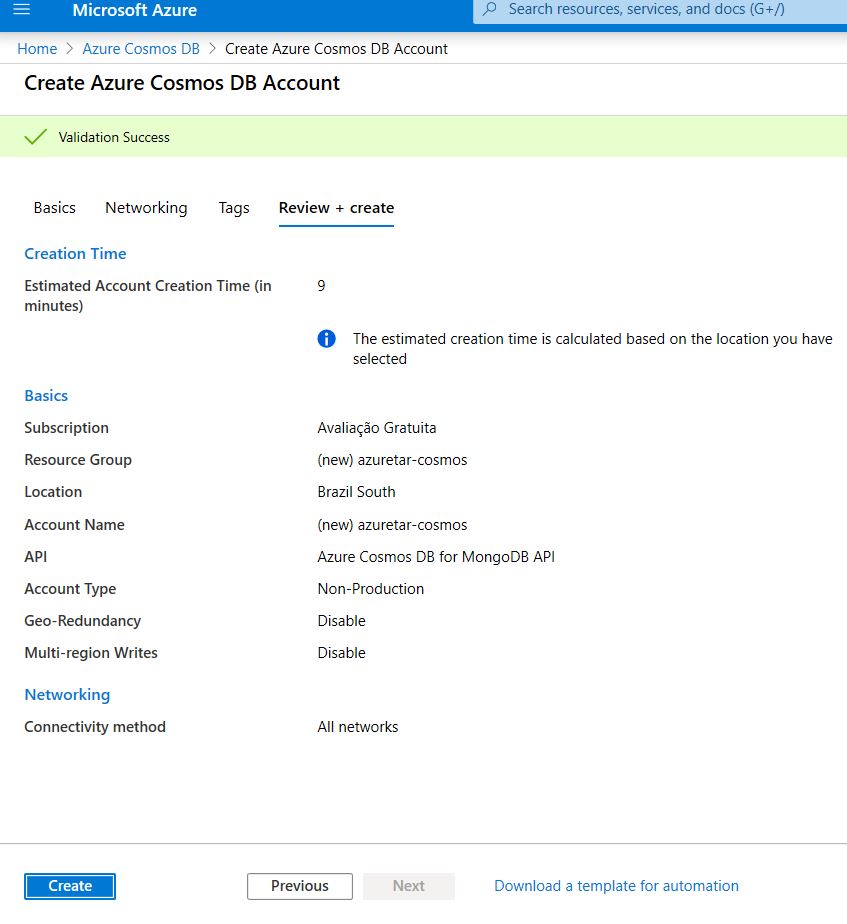 Microsoft Azure
Search resources, services, and docs (G+/)
Home > Azure Cosmos DB > Create Azure Cosmos DB Account
Create Azure Cosmos DB Account
Validation Success
Basics Networking Tags Review + create
Creation Time
Estimated Account Creation Time (in
minutes)
9
The estimated creation time is calculated based on the location you have
selected
Basics
Subscription Avaliação Gratuita
Resource Group (new) azuretar-cosmos
Location Brazil South
Account Name (new) azuretar-cosmos
API Azure Cosmos DB for MongoDB API
Account Type Non-Production
Geo-Redundancy Disable
Multi-region Writes Disable
Networking
Connectivity method All networks
Create Previous Next Download a template for automation